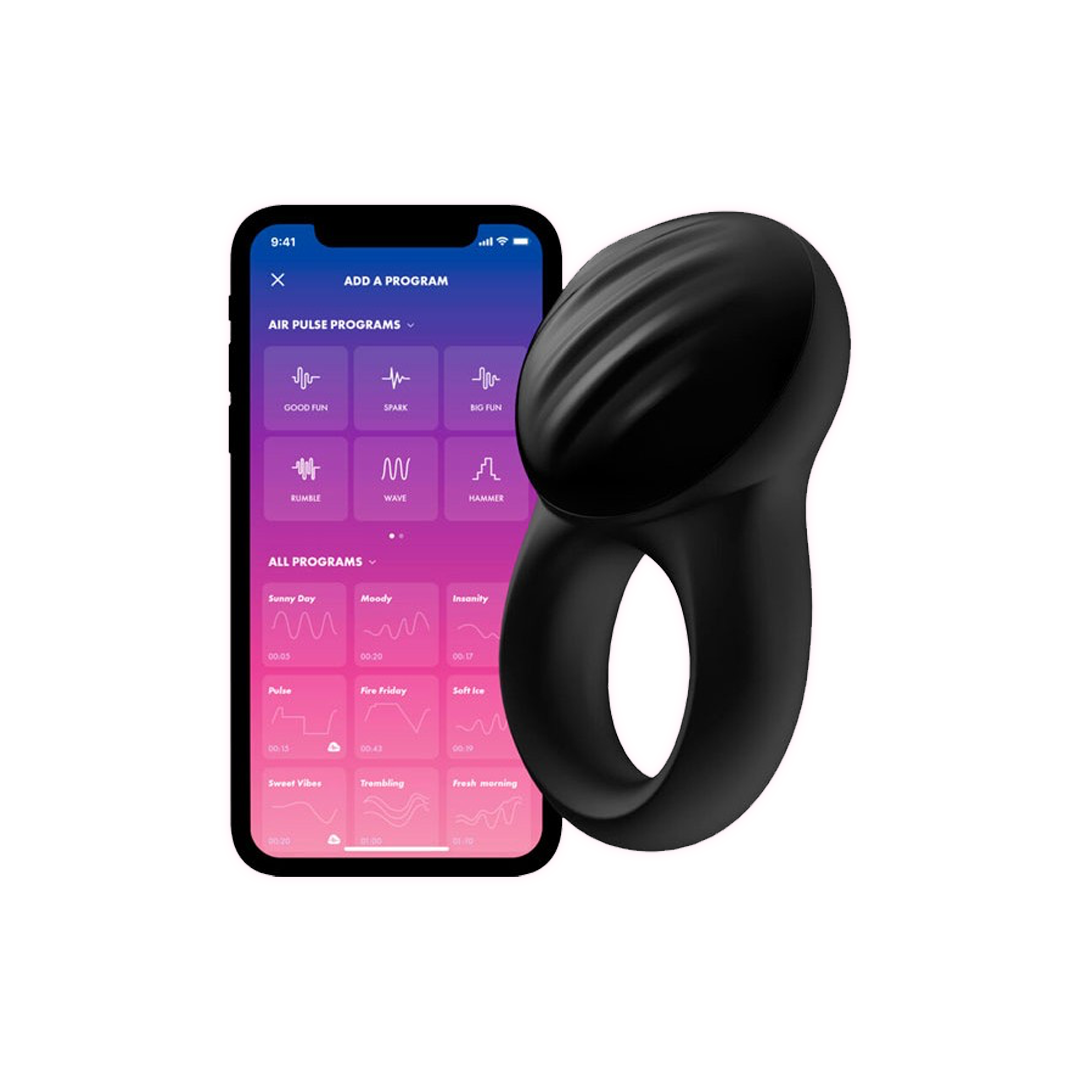 9:41
ADD A PROGRAM
AIR PULSE PROGRAMS
GOOD FUN SPARK BIG FUN
RUMBLE WAVE HAMMER
ALL PROGRAMS
Sunny Day Moody Insanity
00:05 00:20 00:17
Pulse Fire Friday Soft Ice
00:15 00:43 00:19
Sweet Vibes Trembling Fresh morning
00:20 01:00 01:10